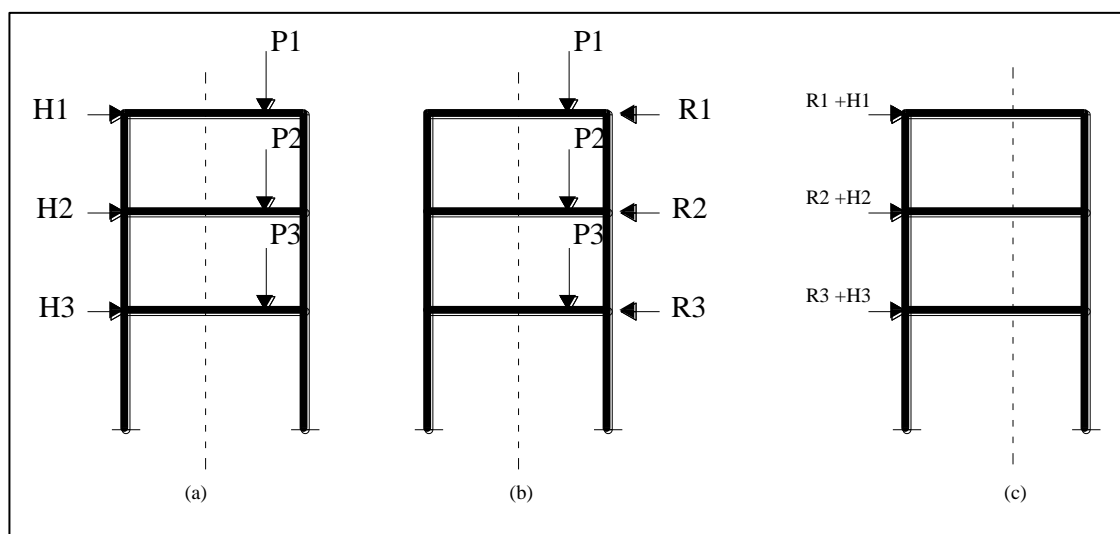 P1
P1
H1
R1
R1 +H1
P2
P2
H2
R2
R2 +H2
P3
P3
H3
R3
R3 +H3
(a)
(b)
(c)